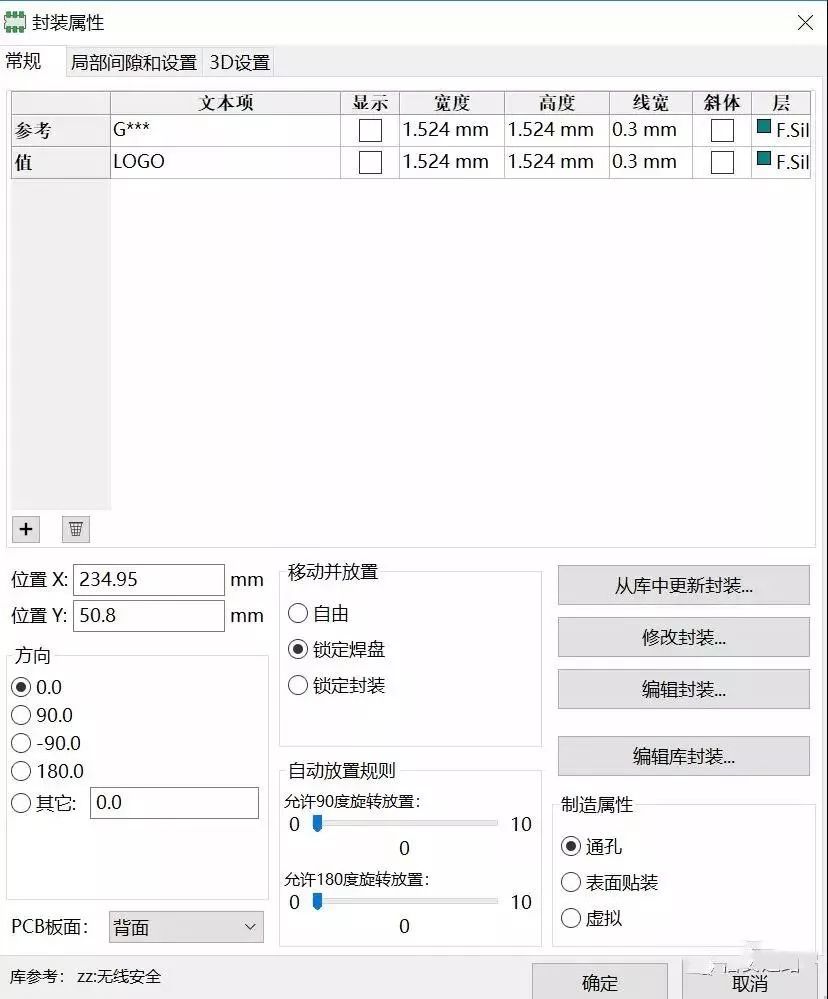 封装属性
常规 局部间隙和设置 3D设置
文本项 显示 宽度 高度 线宽 斜体 层
参考 G*** 1.524 mm 1.524 mm 0.3 mm F.Sil
值 LOGO 1.524 mm 1.524 mm 0.3 mm F.Sil
位置 X: 234.95 mm
位置 Y: 50.8 mm
方向
0.0
90.0
-90.0
180.0
其它: 0.0
PCB板面： 背面
移动并放置
自由
锁定焊盘
锁定封装
自动放置规则
允许90度旋转放置：
0 10
0
允许180度旋转放置：
0 10
0
从库中更新封装...
修改封装...
编辑封装...
编辑库封装...
制造属性
通孔
表面贴装
虚拟
库参考： zz:无线安全
确定 取消